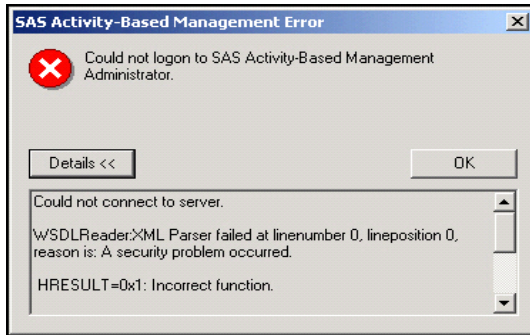 SAS Activity-Based Management Error
Could not logon to SAS Activity-Based Management
Administrator.
Details <<
OK
Could not connect to server.
WSDLReader:XML Parser failed at linenumber 0, lineposition 0,
reason is: A security problem occurred.
HRESULT=0x1: Incorrect function.